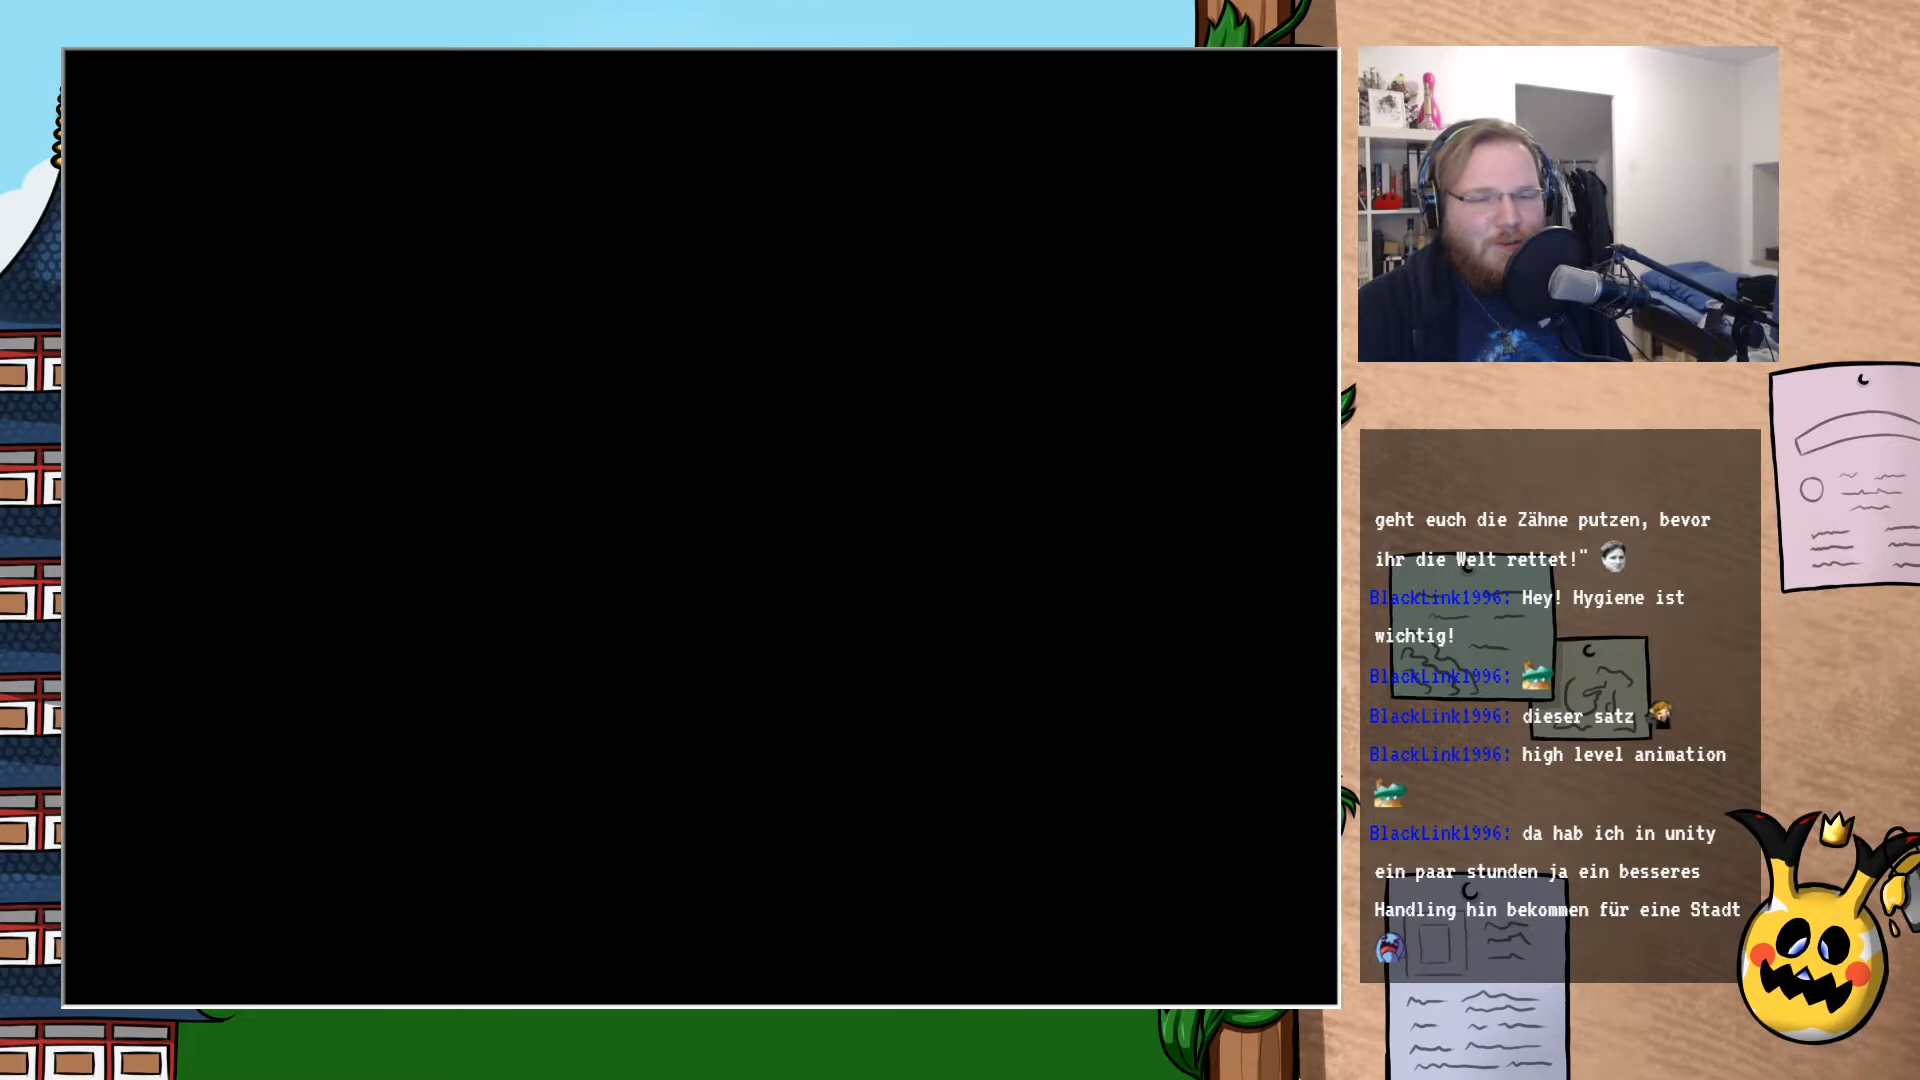 geht euch die Zähne putzen, bevor
ihr die Welt rettet!"
BlackLink1996: Hey! Hygiene ist
wichtig!
BlackLink1996:
BlackLink1996: dieser satz
BlackLink1996: high level animation
BlackLink1996: da hab ich in unity
ein paar stunden ja ein besseres
Handling hin bekommen für eine Stadt